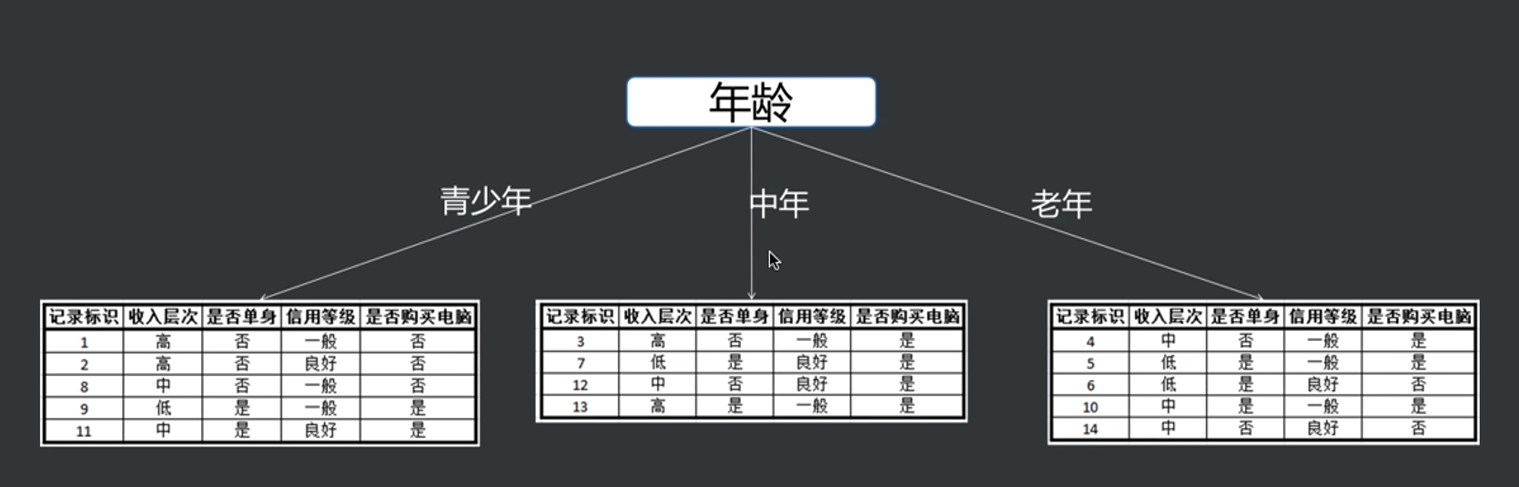 年龄
青少年
中年
老年
记录标识 收入层次 是否单身 信用等级 是否购买电脑
1 高 否 一般 否
2 高 否 良好 否
8 中 否 一般 否
9 低 是 一般 是
11 中 是 良好 是
记录标识 收入层次 是否单身 信用等级 是否购买电脑
3 高 否 一般 是
7 低 是 良好 是
12 中 否 良好 是
13 高 是 一般 是
记录标识 收入层次 是否单身 信用等级 是否购买电脑
4 中 否 一般 是
5 低 是 一般 是
6 低 是 良好 否
10 中 是 一般 是
14 中 否 良好 否